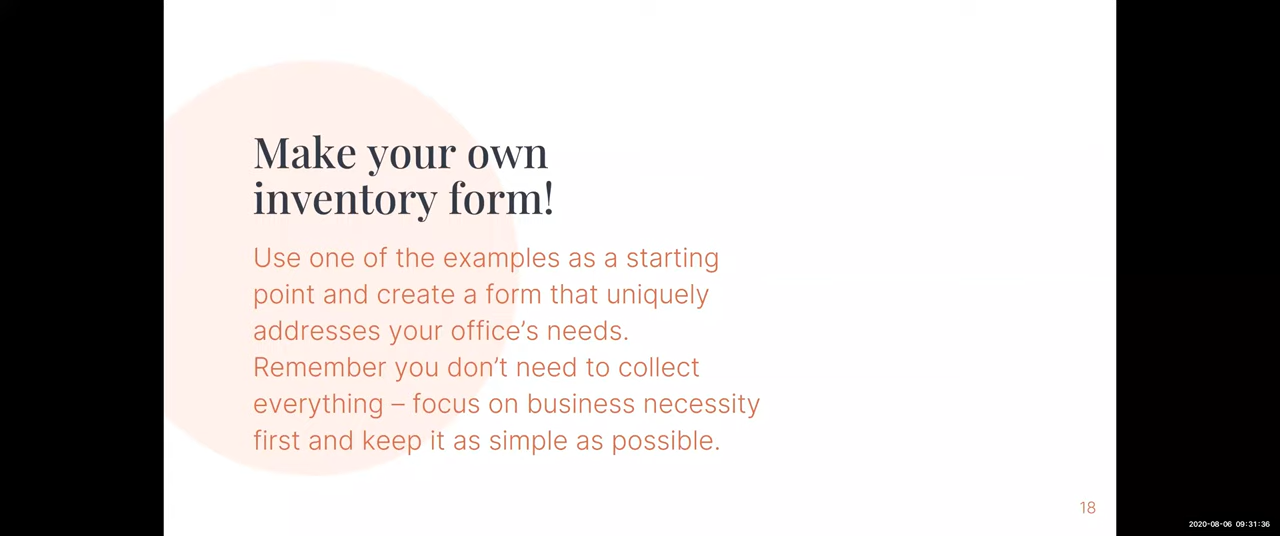 Make your own
inventory form!
Use one of the examples as a starting
point and create a form that uniquely
addresses your office’s needs.
Remember you don’t need to collect
everything – focus on business necessity
first and keep it as simple as possible.
18
2020-08-06 09:31:36